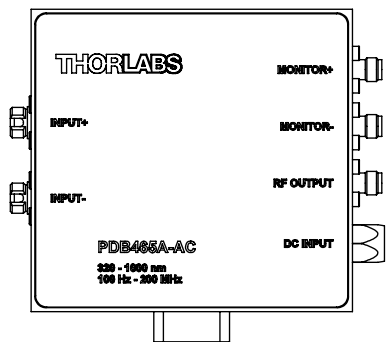 THORLABS
MONITOR+
INPUT+
MONITOR-
RF OUTPUT
INPUT-
PDB465A-AC
DC INPUT
320 - 1000 nm
100 Hz - 200 MHz